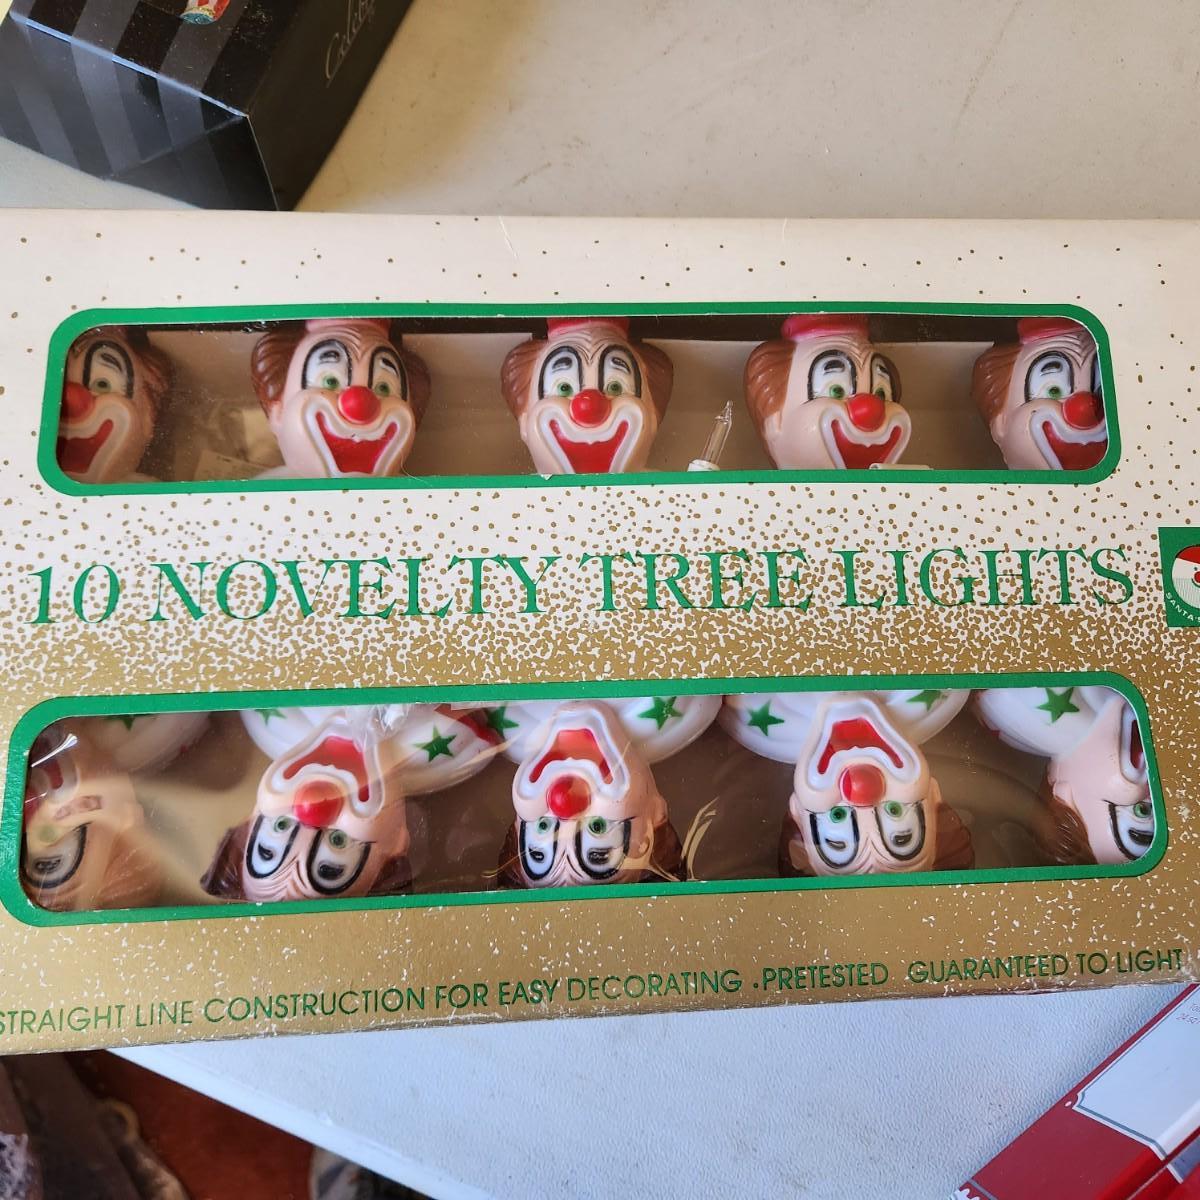 10 NOVELTY TREE LIGHTS
STRAIGHT LINE CONSTRUCTION FOR EASY DECORATING . PRETESTED GUARANTEED TO LIGHT